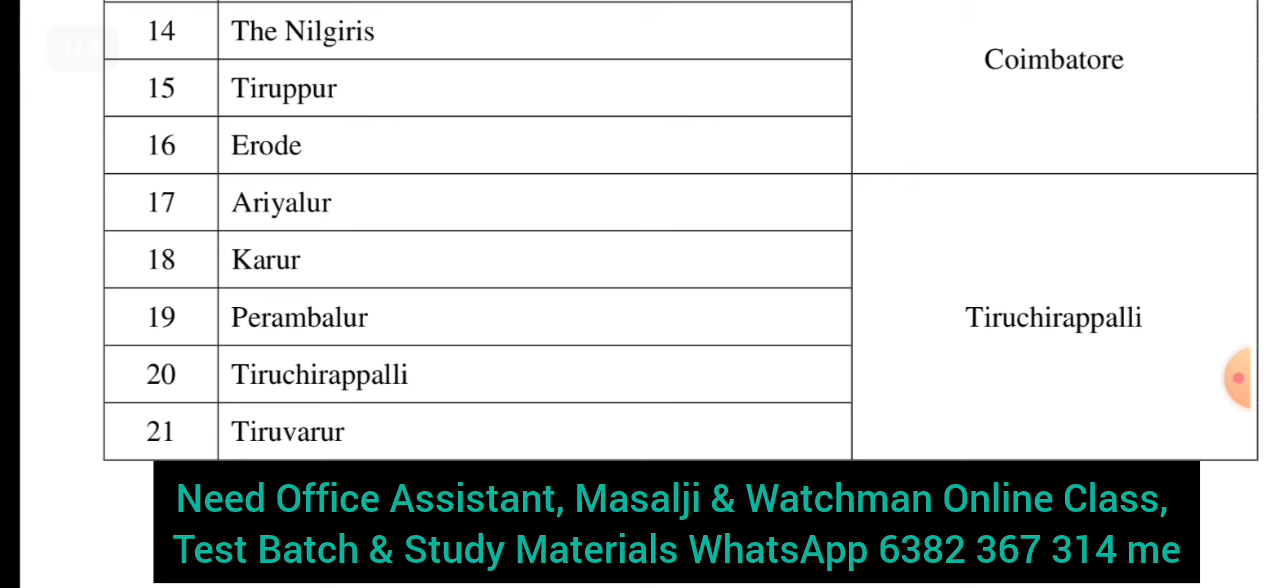 14 The Nilgiris
Coimbatore
15 Tiruppur
16 Erode
17 Ariyalur
18 Karur
19 Perambalur
Tiruchirappalli
20 Tiruchirappalli
21 Tiruvarur
Need Office Assistant, Masalji & Watchman Online Class,
Test Batch & Study Materials WhatsApp 6382 367 314 me